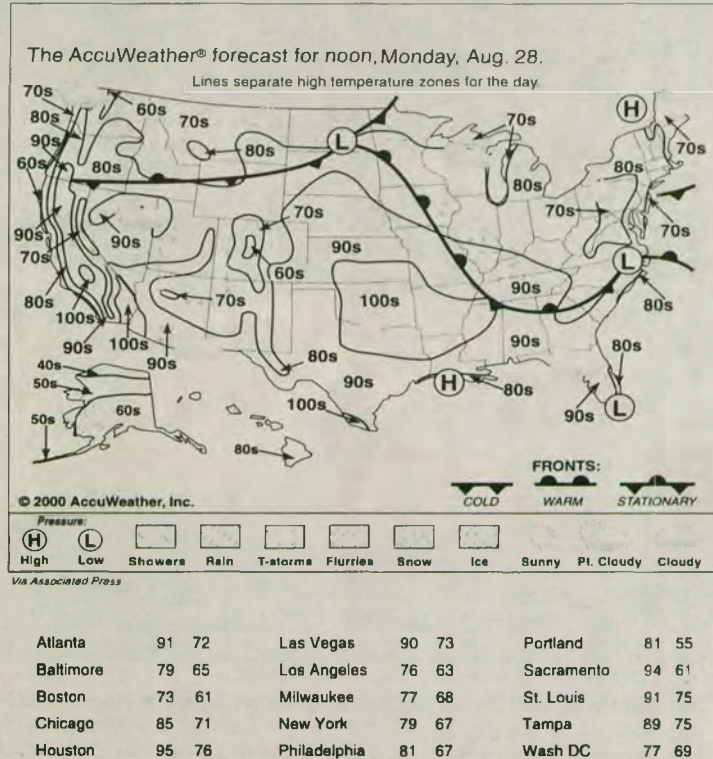 The AccuWeather® forecast for noon, Monday, Aug. 28.
Lines separate high temperature zones for the day.
70s 60s 70s H
80s 70s 70s
90s 80s 80s L 80s 80s 70s
60s
90s 90s 70s 90s 70s 70s
70s 60s L
80s 70s 100s 90s 80s
100s 90s
90s 100s 90s 80s 90s H 80s 80s
40s 100s 90s L
50s 60s
50s 80s
FRONTS:
© 2000 AccuWeather, Inc. COLD WARM STATIONARY
Pressure:
H L
High Low Showers Rain T-storms Flurries Snow Ice Sunny Pt. Cloudy Cloudy
Via Associated Press
Atlanta 91 72 Las Vegas 90 73 Portland 81 55
Baltimore 79 65 Los Angeles 76 63 Sacramento 94 61
Boston 73 61 Milwaukee 77 68 St. Louis 91 75
Chicago 85 71 New York 79 67 Tampa 89 75
Houston 95 76 Philadelphia 81 67 Wash DC 77 69